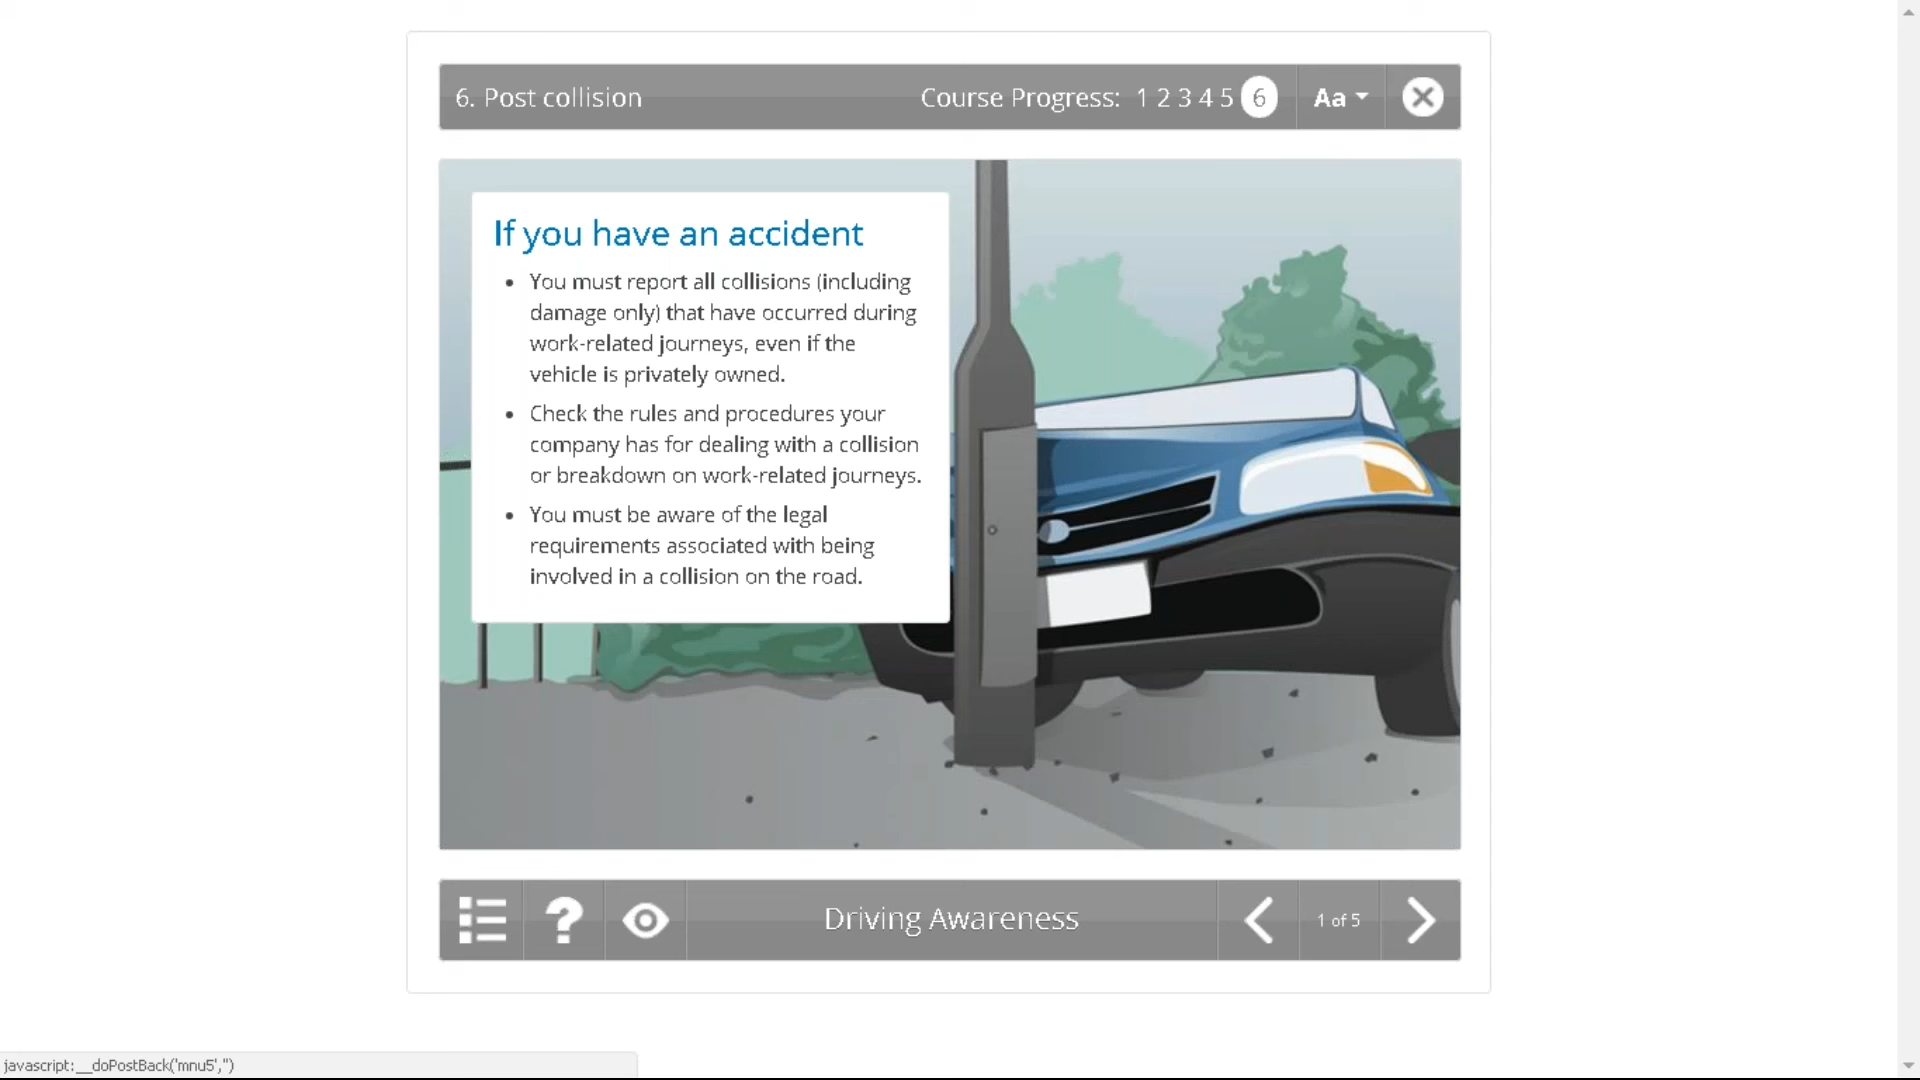 6. Post collision
Course Progress: 1 2 3 4 5 6
Aa
If you have an accident
You must report all collisions (including
damage only) that have occurred during
work-related journeys, even if the
vehicle is privately owned.
Check the rules and procedures your
company has for dealing with a collision
or breakdown on work-related journeys.
You must be aware of the legal
requirements associated with being
involved in a collision on the road.
?
Driving Awareness
1 of 5
javascript:__doPostBack('mnu5','')